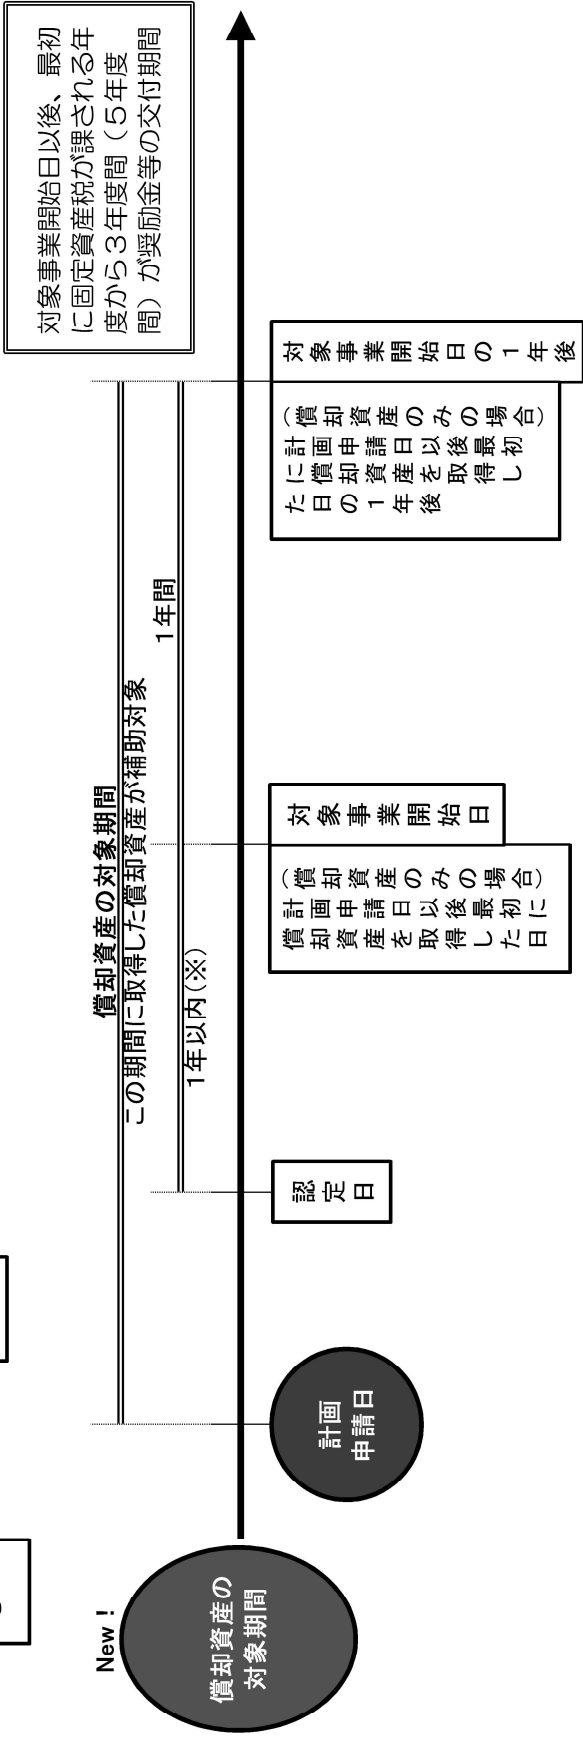 New！
償却資産の
対象期間
計画
申請日
償却資産の対象期間
この期間に取得した償却資産が補助対象
1年以内(※)
1年間
認定日
対象事業開始日
（償却資産のみの場合）
計画申請日以後最初に
償却資産を取得した日
対象事業開始日の1年後
（償却資産のみの場合）
に計画申請日以後最初
た償却資産を取得し
日の1年後
対象事業開始日以後、最初
に固定資産税が課される年
度から3年度間（5年度
間）が奨励金等の交付期間